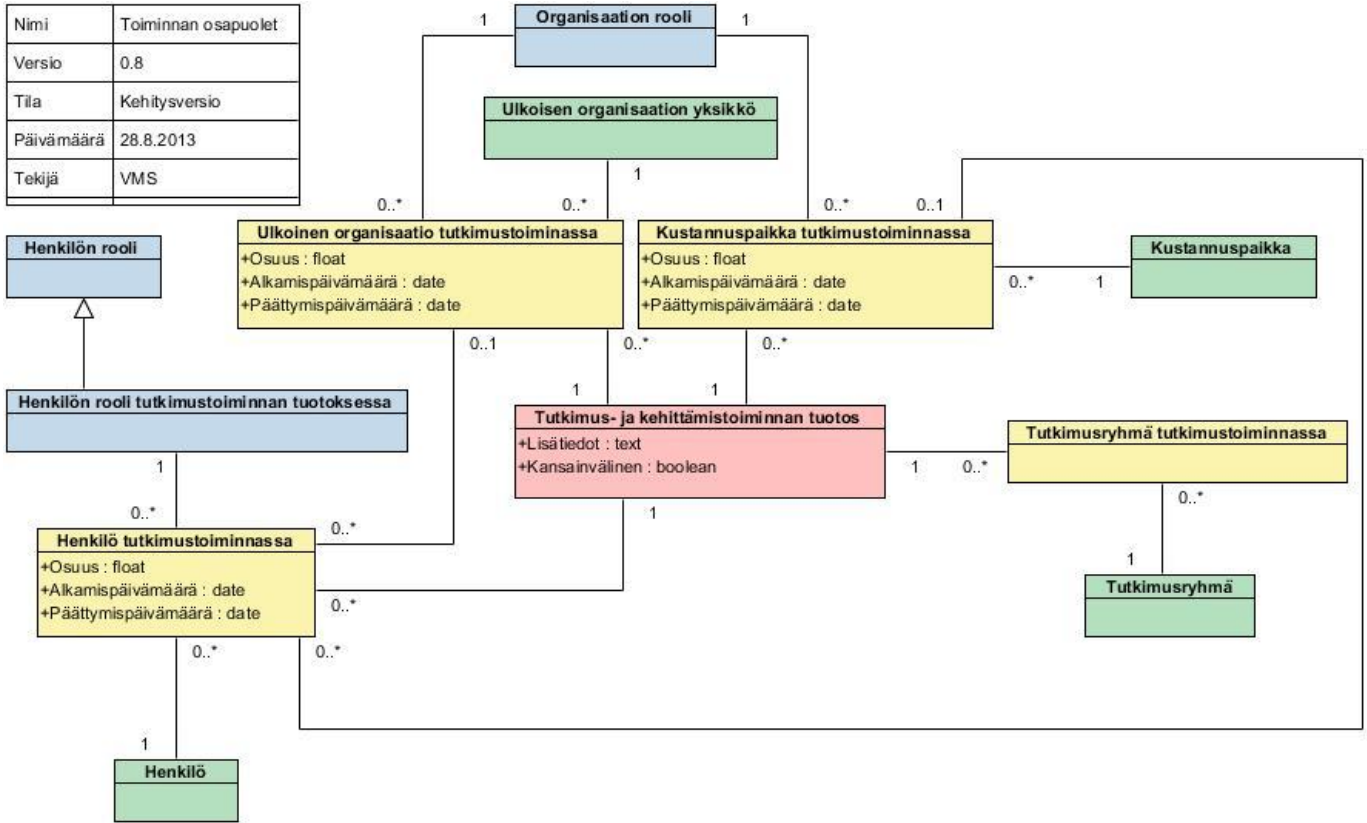 Nimi Toiminnan osapuolet
Versio 0.8
Tila Kehitysversio
Päivämäärä 28.8.2013
Tekijä VMS
1 Organisaation rooli 1
Ulkoisen organisaation yksikkö
1
0..* 0..* 0..* 0..1
Henkilön rooli
Ulkoinen organisaatio tutkimustoiminassa
+Osuus : float
+Alkamispäivämäärä : date
+Päättymispäivämäärä : date
Kustannuspaikka tutkimustoiminnassa
+Osuus : float
+Alkamispäivämäärä : date
+Päättymispäivämäärä : date
Kustannuspaikka
0..* 1
0..1 0..* 0..*
1 1
Henkilön rooli tutkimustoiminnan tuotoksessa
Tutkimus- ja kehittämistoiminnan tuotos
+Lisätiedot : text
+Kansainvälinen : boolean
Tutkimusryhmä tutkimustoiminnassa
1 0..*
1
0..*
0..*
1
0..*
Henkilö tutkimustoiminnassa
+Osuus : float
+Alkamispäivämäärä : date
+Päättymispäivämäärä : date
0..*
1
Tutkimusryhmä
0..* 0..*
1
Henkilö